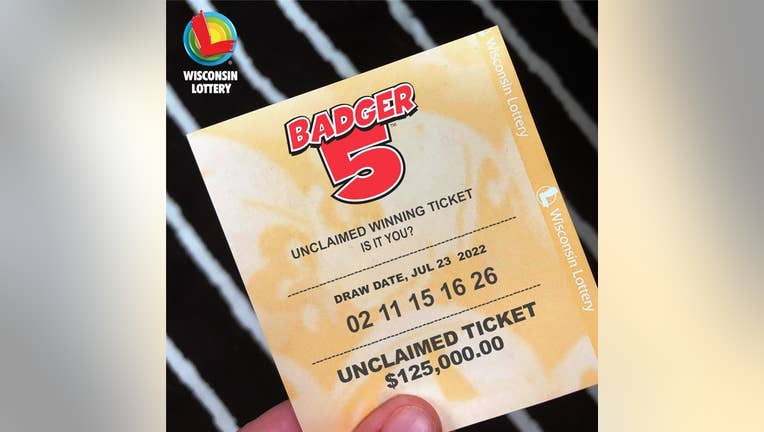 WISCONSIN
LOTTERY
BADGER
5™
UNCLAIMED WINNING TICKET
IS IT YOU?
DRAW DATE, JUL 23 2022
02 11 15 16 26
UNCLAIMED TICKET
$125,000.00
Wisconsin Lottery
Wisconsin Lottery